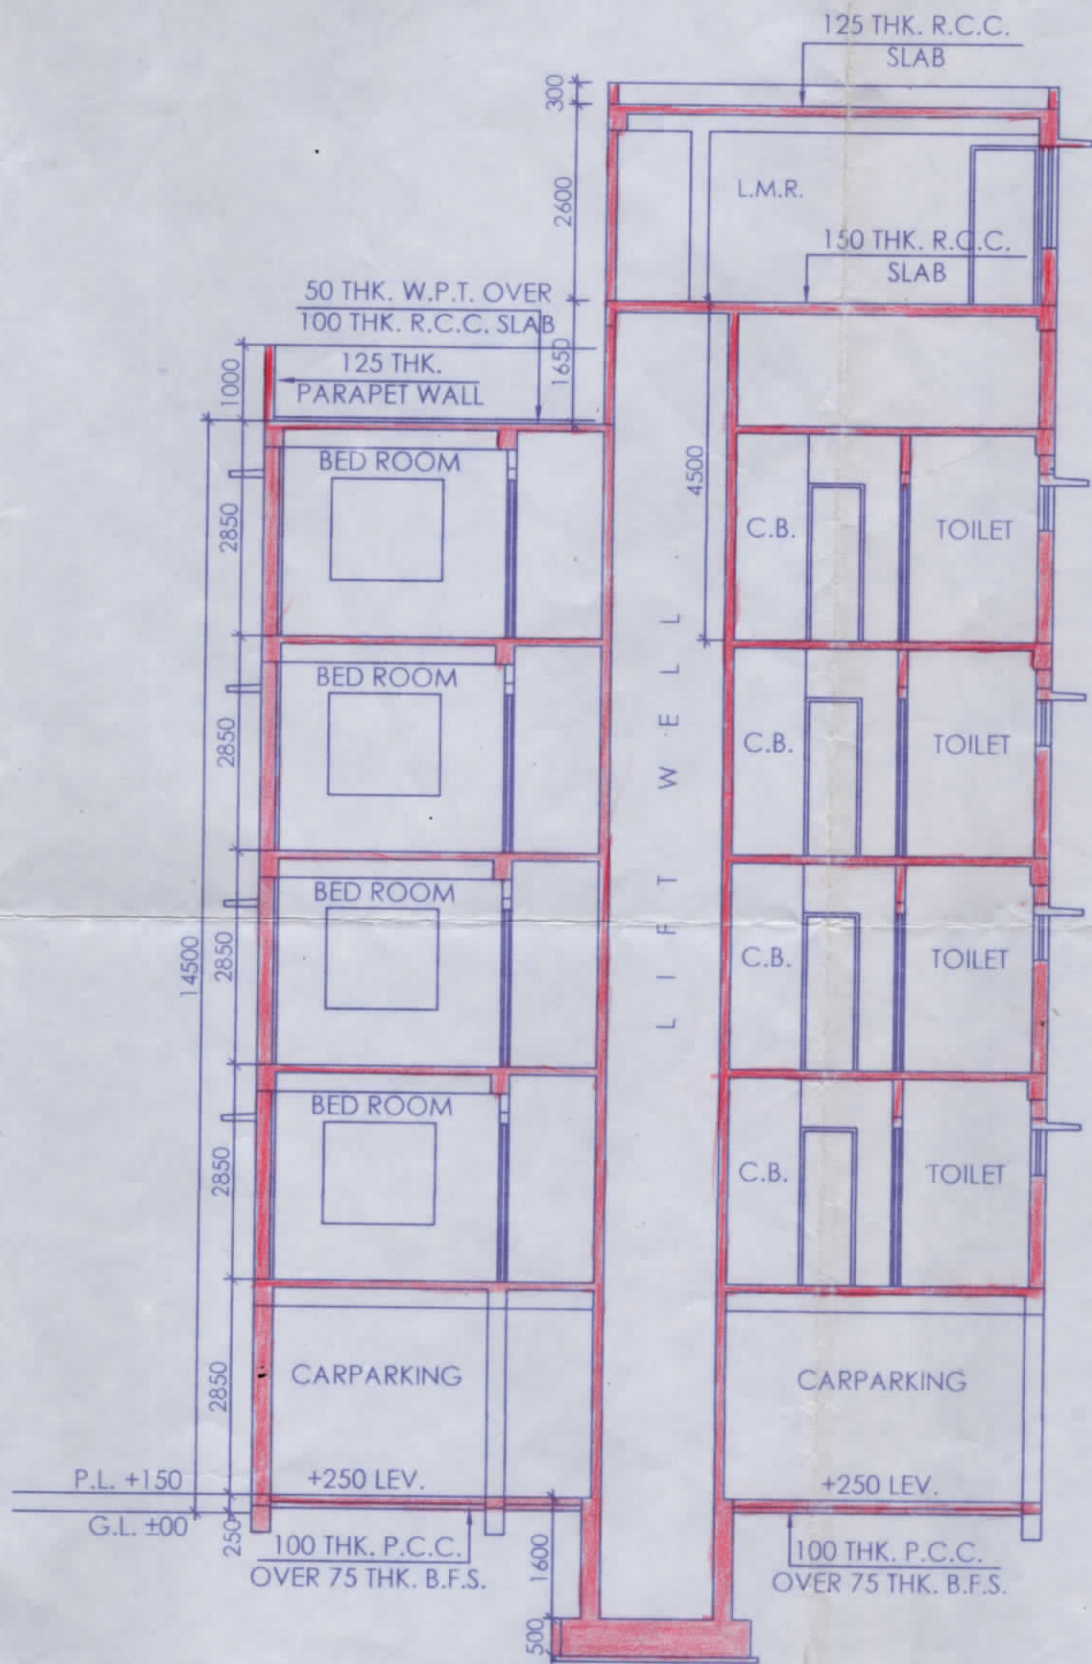 125 THK. R.C.C.
SLAB
300
2600
L.M.R.
150 THK. R.C.C.
SLAB
50 THK. W.P.T. OVER
100 THK. R.C.C. SLAB
1650
1000
125 THK.
PARAPET WALL
BED ROOM
2850
4500
C.B.
TOILET
BED ROOM
2850
C.B.
TOILET
LIFT WELL
BED ROOM
2850
14500
C.B.
TOILET
BED ROOM
2850
C.B.
TOILET
CARPARKING
2850
CARPARKING
P.L. +150
+250 LEV.
+250 LEV.
G.L. ±00
250
100 THK. P.C.C.
OVER 75 THK. B.F.S.
1600
100 THK. P.C.C.
OVER 75 THK. B.F.S.
500